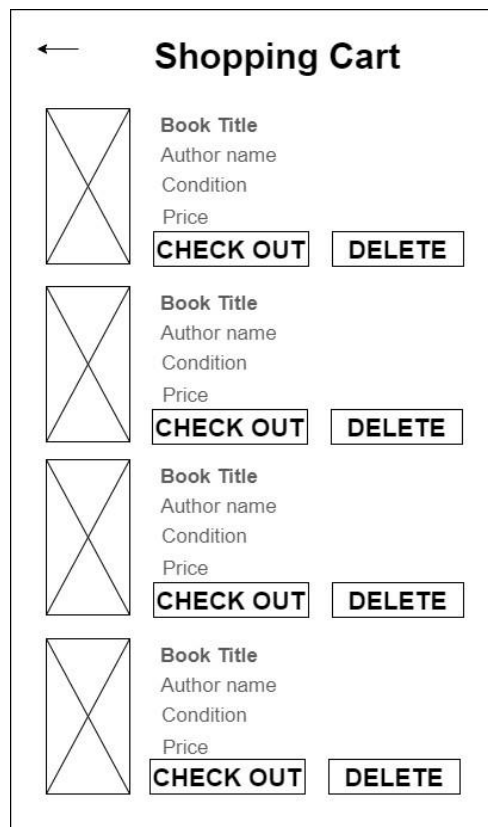 Shopping Cart
Book Title
Author name
Condition
Price
CHECK OUT DELETE
Book Title
Author name
Condition
Price
CHECK OUT DELETE
Book Title
Author name
Condition
Price
CHECK OUT DELETE
Book Title
Author name
Condition
Price
CHECK OUT DELETE